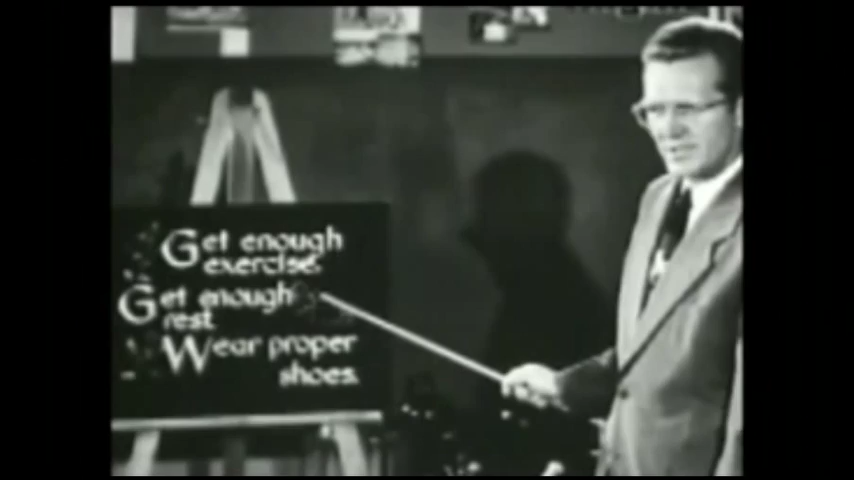 Get enough
exercise.
Get enough
rest.
Wear proper
shoes.